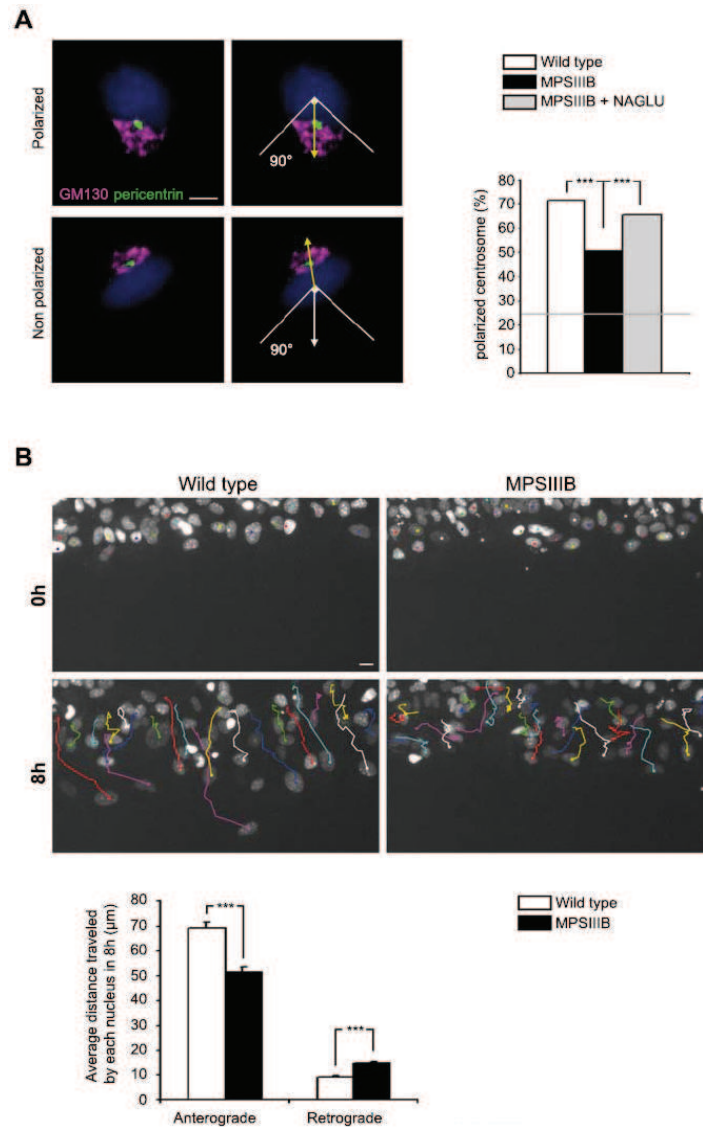 A
Polarized
GM130 pericentrin
90°
Non polarized
90°
Wild type
MPSIIIB
MPSIIIB + NAGLU
polarized centrosome (%)
80
70
60
50
40
30
20
10
0
*** ***
B
Wild type MPSIIIB
0h
8h
Average distance traveled
by each nucleus in 8h (µm)
80
70
60
50
40
30
20
10
0
***
***
Anterograde Retrograde
Wild type
MPSIIIB